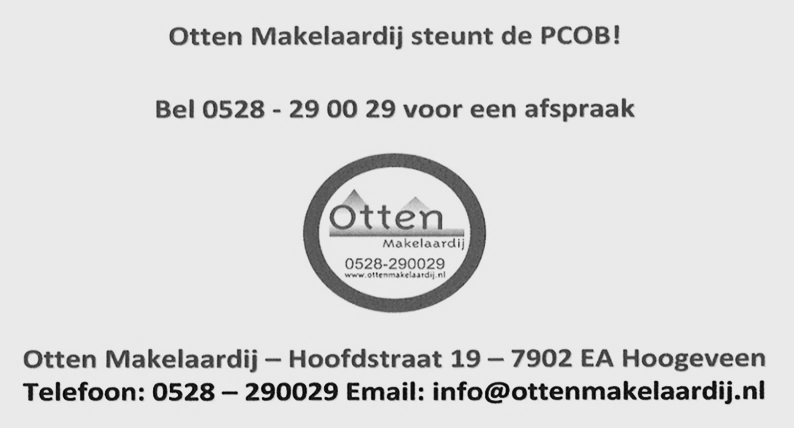 Otten Makelaardij steunt de PCOB!
Bel 0528 - 29 00 29 voor een afspraak
Otten
Makelaardij
0528-290029
www.ottenmakelaardij.nl
Otten Makelaardij – Hoofdstraat 19 – 7902 EA Hoogeveen
Telefoon: 0528 – 290029 Email: info@ottenmakelaardij.nl